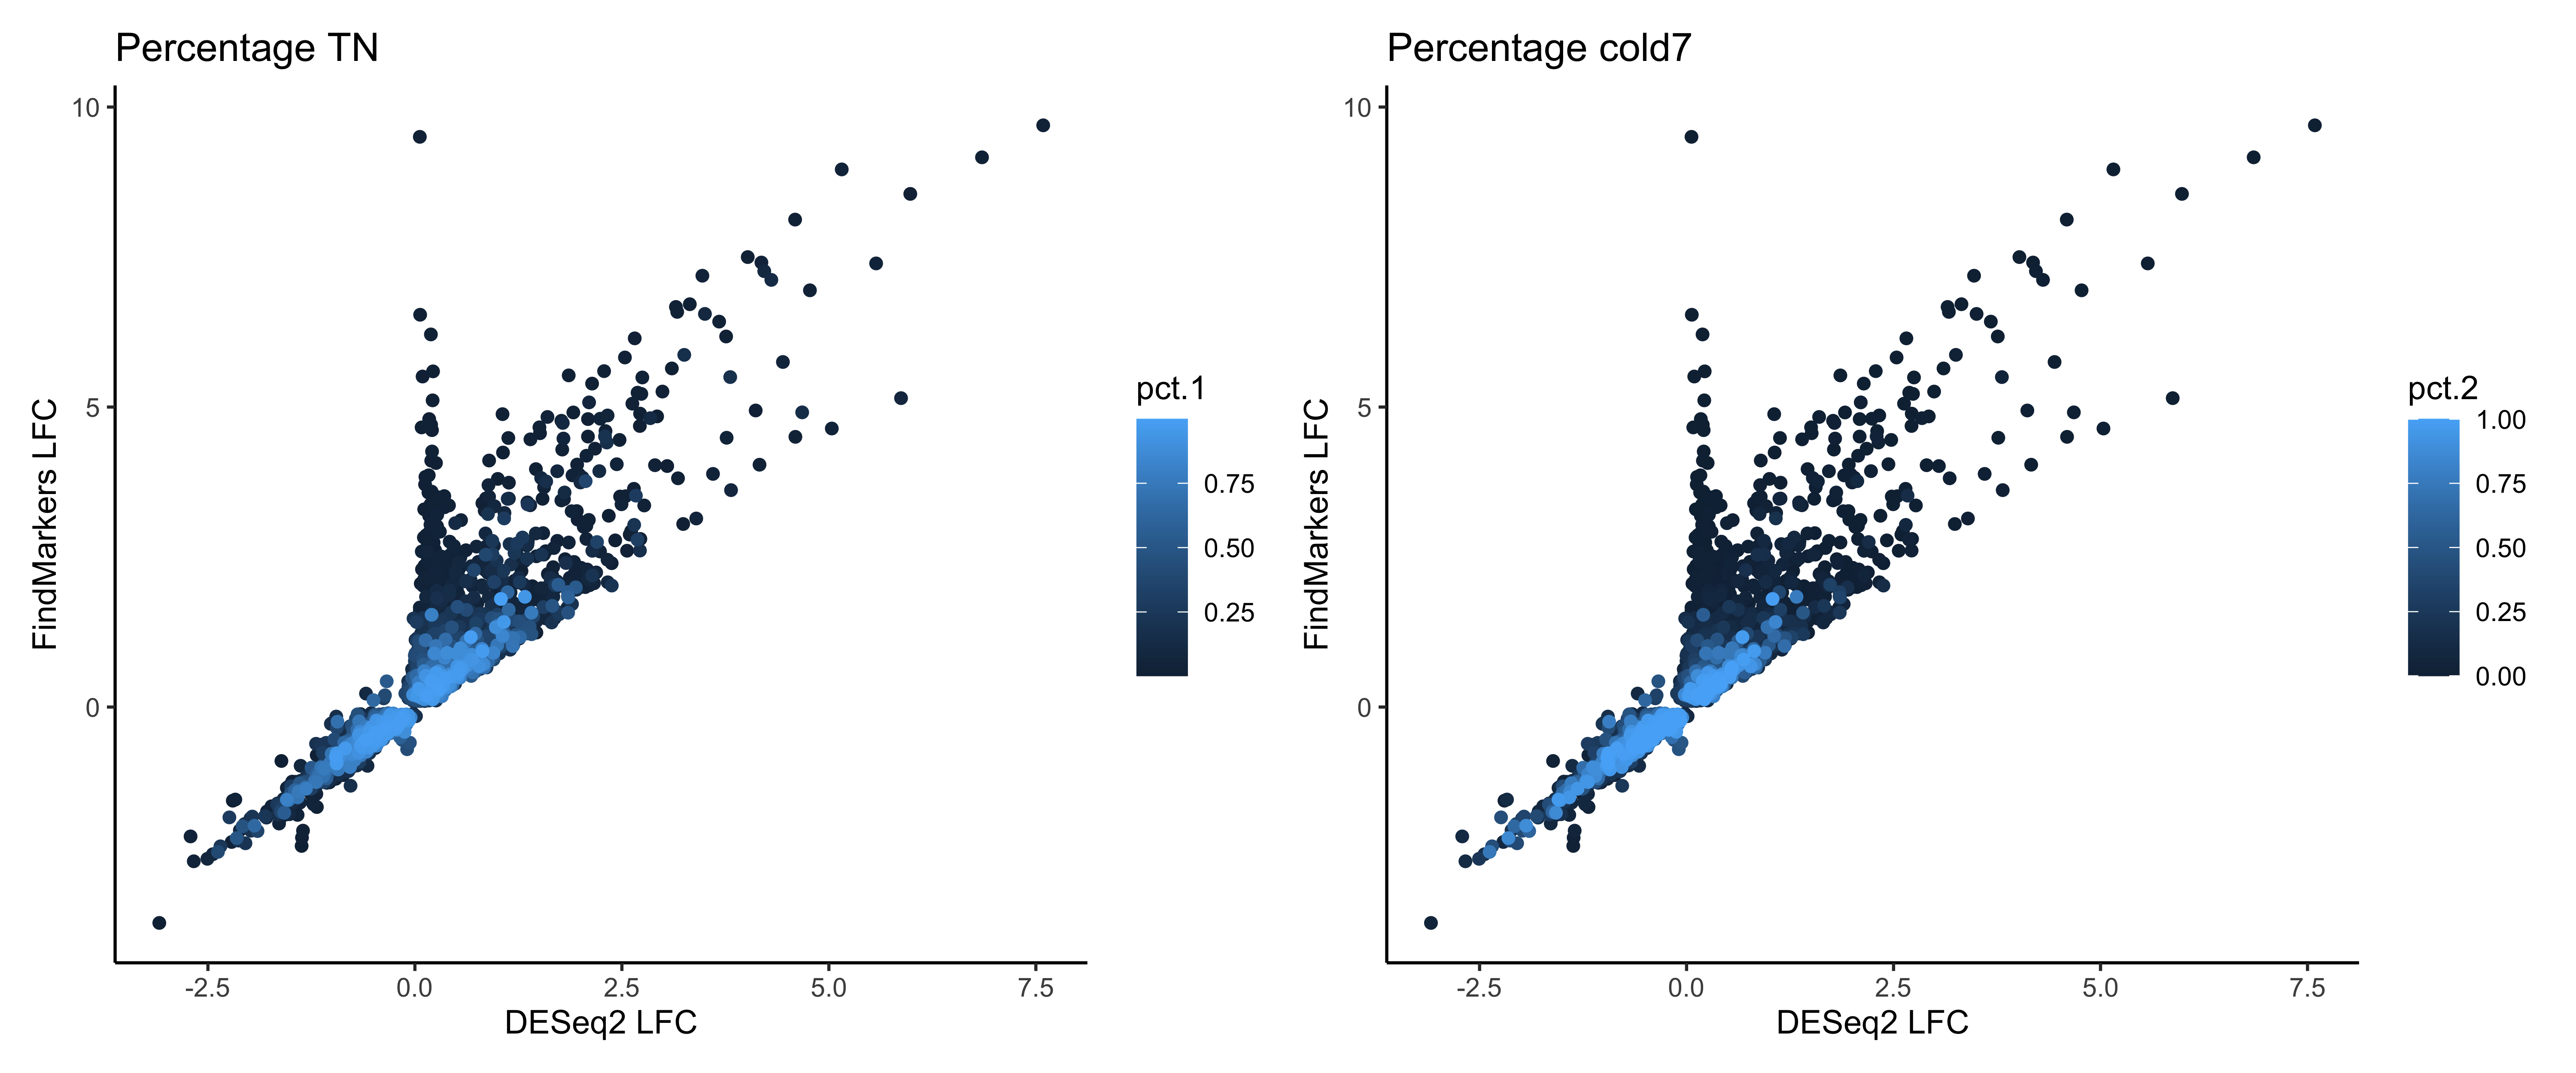 Percentage TN
10
5
0
FindMarkers LFC
-2.5 0.0 2.5 5.0 7.5
DESeq2 LFC
pct.1
0.75
0.50
0.25
Percentage cold7
10
5
0
FindMarkers LFC
-2.5 0.0 2.5 5.0 7.5
DESeq2 LFC
pct.2
1.00
0.75
0.50
0.25
0.00